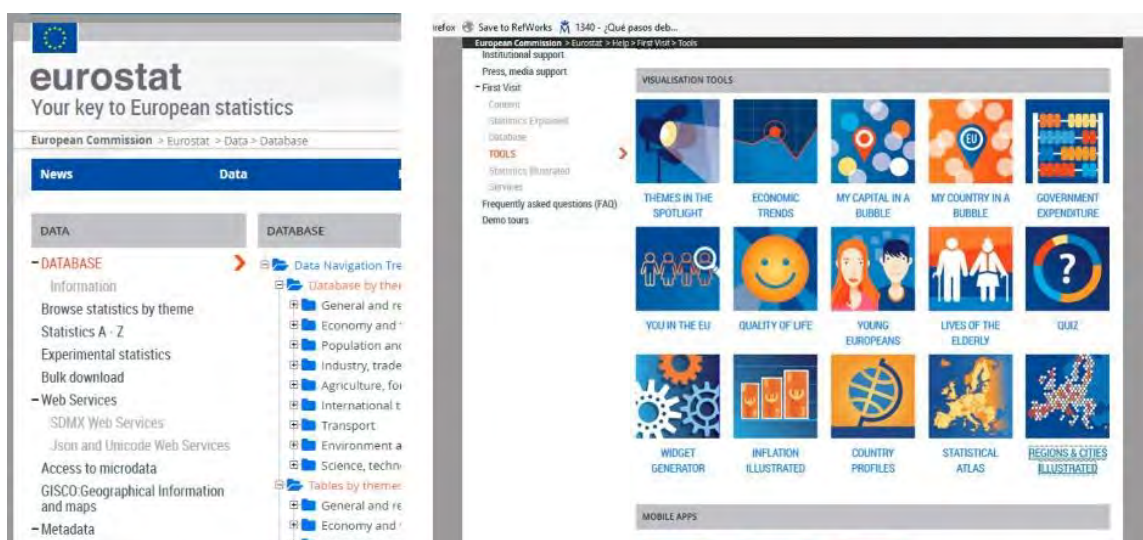 eurostat
Your key to European statistics
European Commission > Eurostat > Data > Database
News Data
DATA
DATABASE
- DATABASE
Information
Browse statistics by theme
Statistics A - Z
Experimental statistics
Bulk download
- Web Services
SDMX Web Services
Json and Unicode Web Services
Access to microdata
GISCO:Geographical Information
and maps
- Metadata
Data Navigation Tre
Database by the
General and re
Economy and
Population and
Industry, trade
Agriculture, fo
International t
Transport
Environment a
Science, techn
Tables by themes
General and re
Economy and
irefox Save to RefWorks 1340 - ¿Qué pasos deb...
European Commission > Eurostat > Help > First Visit > Tools
Institutional support
Press, media support
- First Visit
Content
Statistics Explained
Database
TOOLS
Statistics Illustrated
Services
Frequently asked questions (FAQ)
Demo tours
VISUALISATION TOOLS
EU
THEMES IN THE
SPOTLIGHT
ECONOMIC
TRENDS
MY CAPITAL IN A
BUBBLE
MY COUNTRY IN A
BUBBLE
GOVERNMENT
EXPENDITURE
?
YOU IN THE EU
QUALITY OF LIFE
YOUNG
EUROPEANS
LIVES OF THE
ELDERLY
QUIZ
WIDGET
GENERATOR
INFLATION
ILLUSTRATED
COUNTRY
PROFILES
STATISTICAL
ATLAS
REGIONS & CITIES
ILLUSTRATED
MOBILE APPS